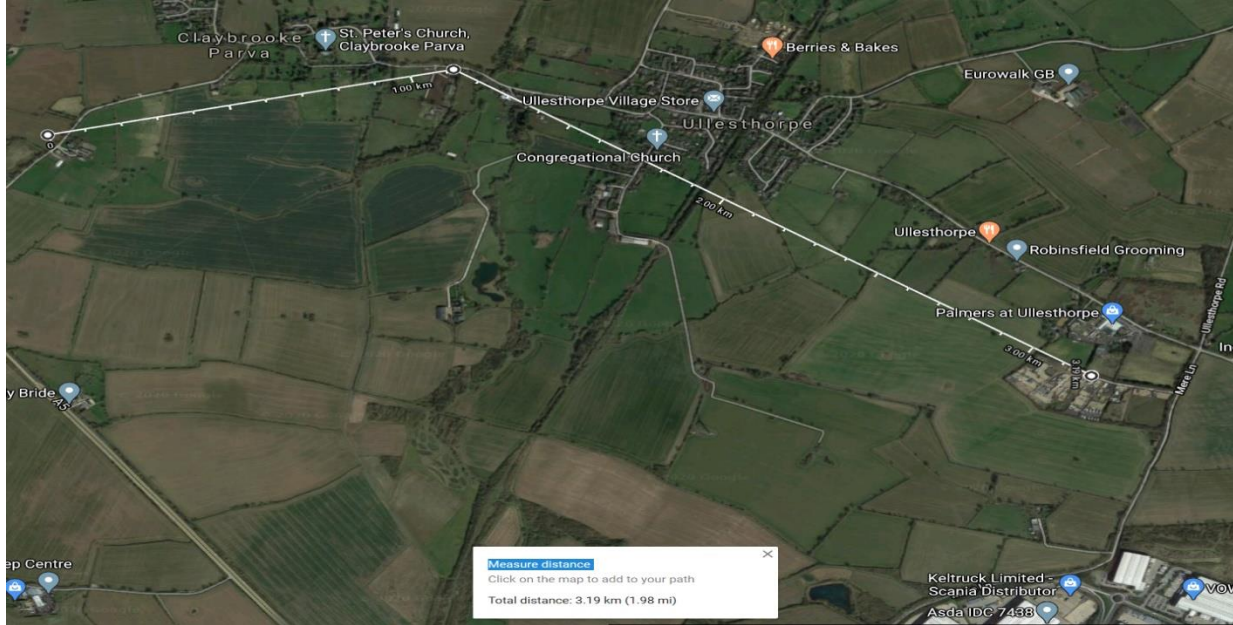 Claybrooke
Parva
St. Peter's Church,
Claybrooke Parva
Berries & Bakes
Eurowalk GB
1.00 km
Ullesthorpe Village Store
Ullesthorpe
0
Congregational Church
2.00 km
Ullesthorpe
Robinsfield Grooming
Ullesthorpe Rd
Palmers at Ullesthorpe
In
3.00 km
3.19 km
Mere Ln
y Bride
A5
Measure distance
Click on the map to add to your path
Total distance: 3.19 km (1.98 mi)
ep Centre
Keltruck Limited -
Scania Distributor
VOV
Asda IDC 7438